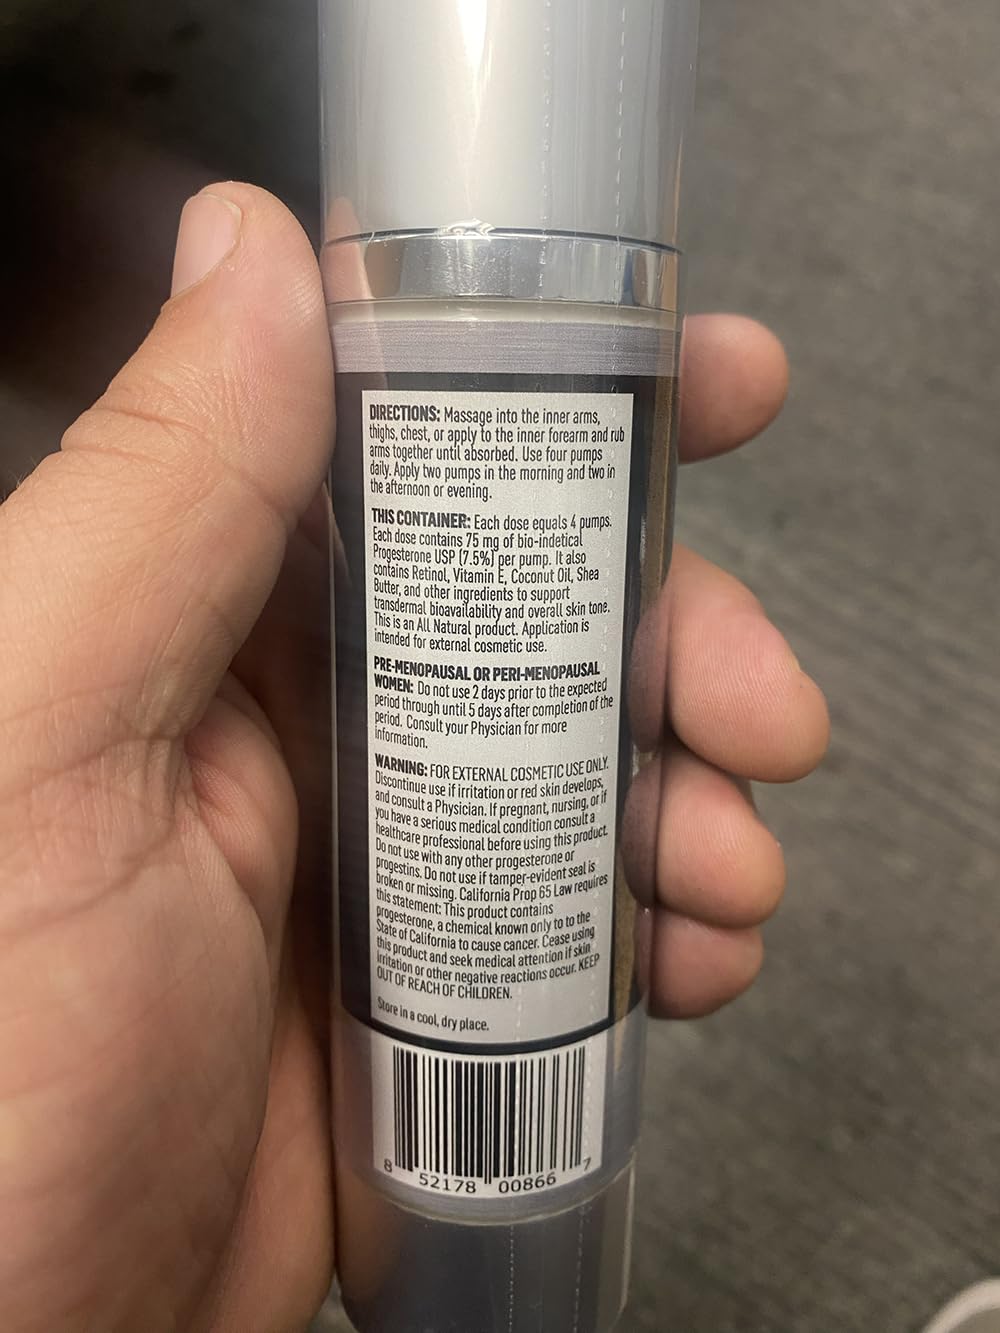 DIRECTIONS: Massage into the inner arms,
thighs, chest, or apply to the inner forearm and rub
arms together until absorbed. Use four pumps
daily. Apply two pumps in the morning and two in
the afternoon or evening.
THIS CONTAINER: Each dose equals 4 pumps.
Each dose contains 75 mg of bio-indetical
Progesterone USP (7.5%) per pump. It also
contains Retinol, Vitamin E, Coconut Oil, Shea
Butter, and other ingredients to support
transdermal bioavailability and overall skin tone.
This is an All Natural product. Application is
intended for external cosmetic use.
PRE-MENOPAUSAL OR PERI-MENOPAUSAL
WOMEN: Do not use 2 days prior to the expected
period through until 5 days after completion of the
period. Consult your Physician for more
information.
WARNING: FOR EXTERNAL COSMETIC USE ONLY.
Discontinue use if irritation or red skin develops,
and consult a Physician. If pregnant, nursing, or if
you have a serious medical condition consult a
healthcare professional before using this product.
Do not use with any other progesterone or
progestins. Do not use if tamper-evident seal is
broken or missing. California Prop 65 Law requires
this statement: This product contains
progesterone, a chemical known only to to the
State of California to cause cancer. Cease using
this product and seek medical attention if skin
irritation or other negative reactions occur. KEEP
OUT OF REACH OF CHILDREN.
Store in a cool, dry place.
8 52178 00866 7